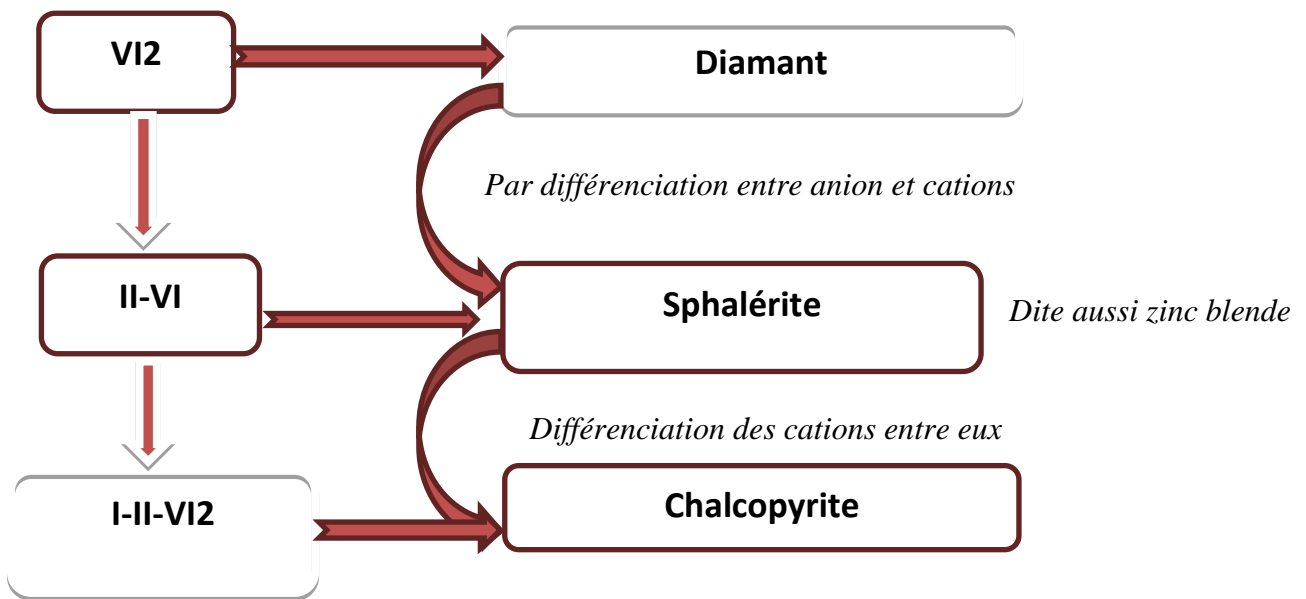 VI2
Diamant
Par différenciation entre anion et cations
II-VI
Sphalérite
Dite aussi zinc blende
Différenciation des cations entre eux
I-II-VI2
Chalcopyrite